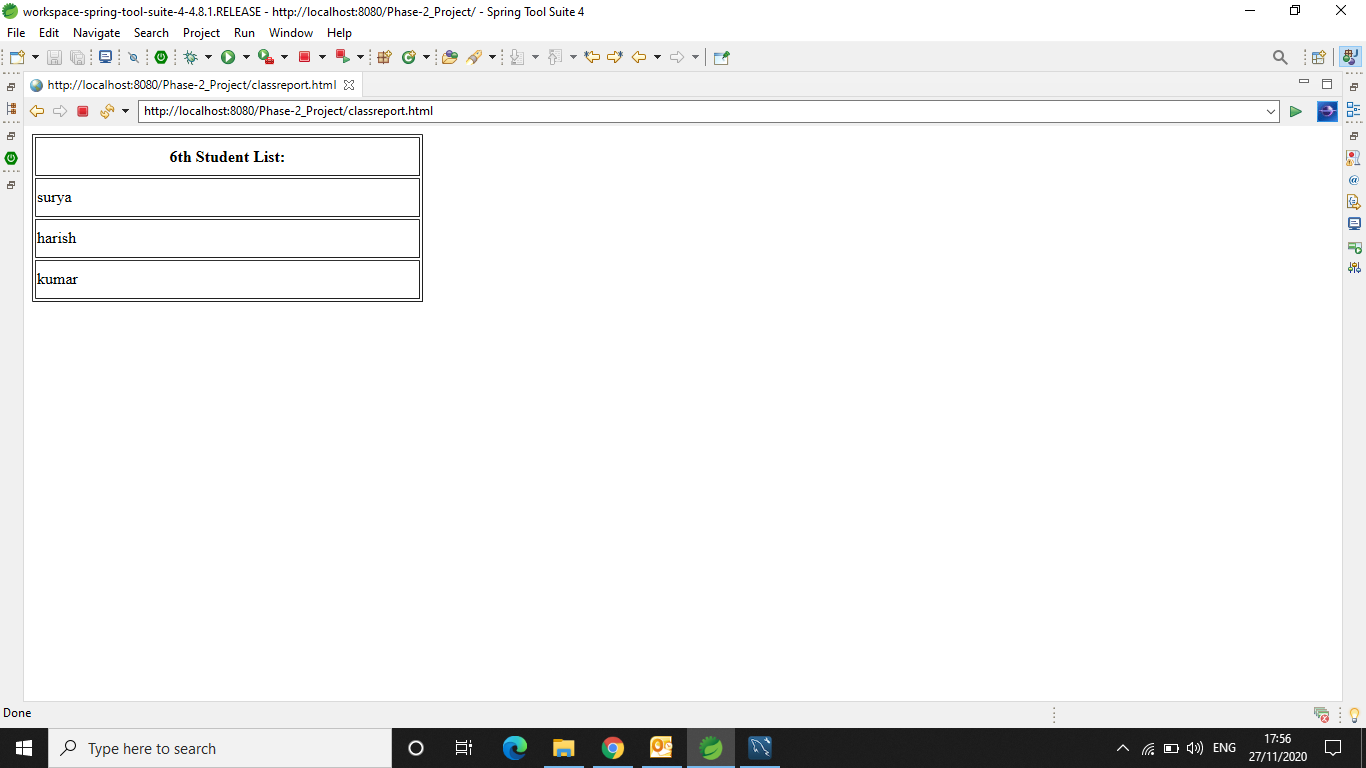 workspace-spring-tool-suite-4-4.8.1.RELEASE - http://localhost:8080/Phase-2_Project/ - Spring Tool Suite 4
File Edit Navigate Search Project Run Window Help
http://localhost:8080/Phase-2_Project/classreport.html
http://localhost:8080/Phase-2_Project/classreport.html
6th Student List:
surya
harish
kumar
Done
Type here to search
ENG
17:56
27/11/2020